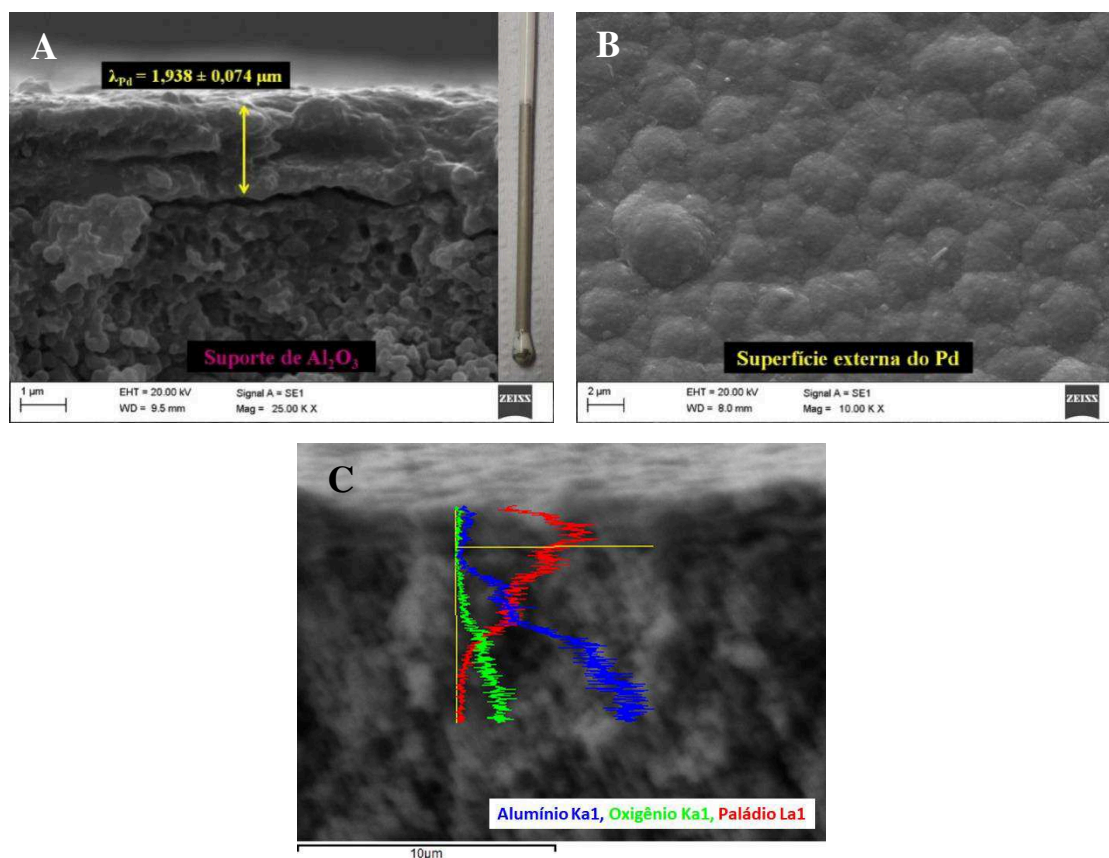 A
λPd = 1,938 ± 0,074 µm
Suporte de Al₂O₃
1 µm
EHT = 20.00 kV
Signal A = SE1
WD = 9.5 mm
Mag = 25.00 K X
ZEISS
B
Superfície externa do Pd
2 µm
EHT = 20.00 kV
Signal A = SE1
WD = 8.0 mm
Mag = 10.00 K X
ZEISS
C
Alumínio Ka1, Oxigênio Ka1, Paládio La1
10µm